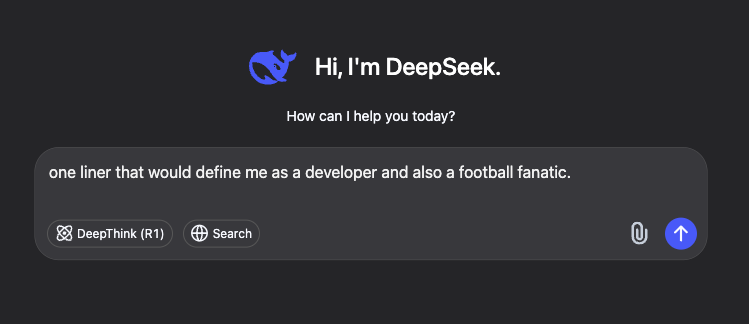 Hi, I'm DeepSeek.
How can I help you today?
one liner that would define me as a developer and also a football fanatic.
DeepThink (R1)
Search